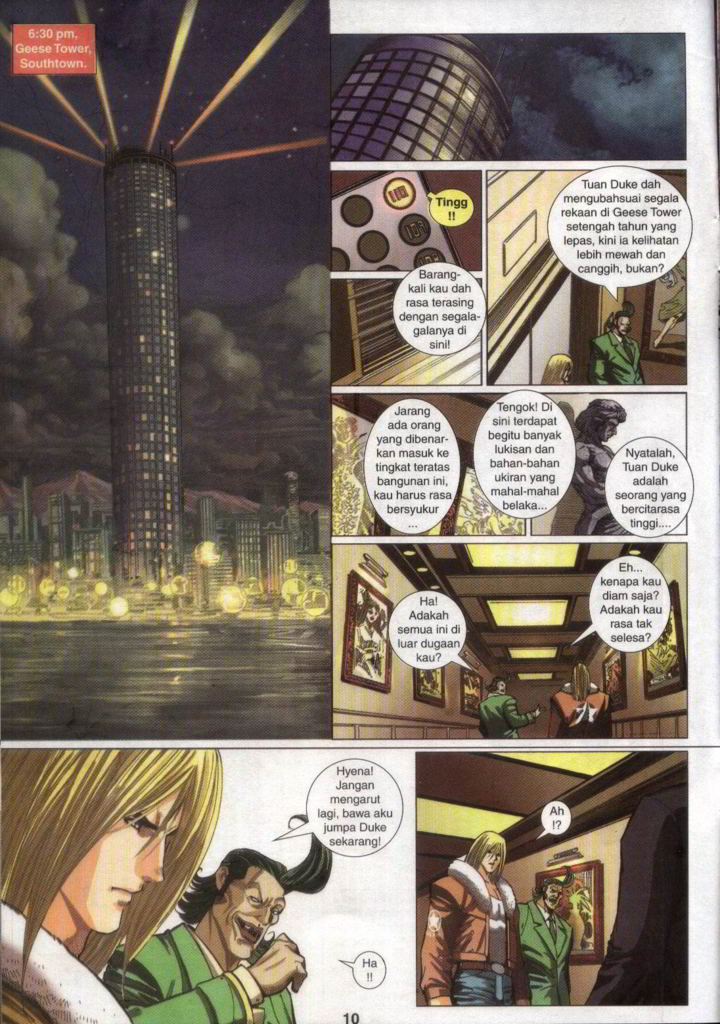 6:30 pm,
Geese Tower,
Southtown.
Tingg
!!
Barang-
kali kau dah
rasa terasing
dengan segala-
galanya di
sini!
Tuan Duke dah
mengubahsuai segala
rekaan di Geese Tower
setengah tahun yang
lepas, kini ia kelihatan
lebih mewah dan
canggih, bukan?
Jarang
ada orang
yang dibenar-
kan masuk ke
tingkat teratas
bangunan ini,
kau harus rasa
bersyukur
...
Tengok! Di
sini terdapat
begitu banyak
lukisan dan
bahan-bahan
ukiran yang
mahal-mahal
belaka...
Nyatalah,
Tuan Duke
adalah
seorang yang
bercitarasa
tinggi....
Ha!
Adakah
semua ini di
luar dugaan
kau?
Eh...
kenapa kau
diam saja?
Adakah kau
rasa tak
selesa?
Hyena!
Jangan
mengarut
lagi, bawa aku
jumpa Duke
sekarang!
Ha
!!
Ah
!?
10